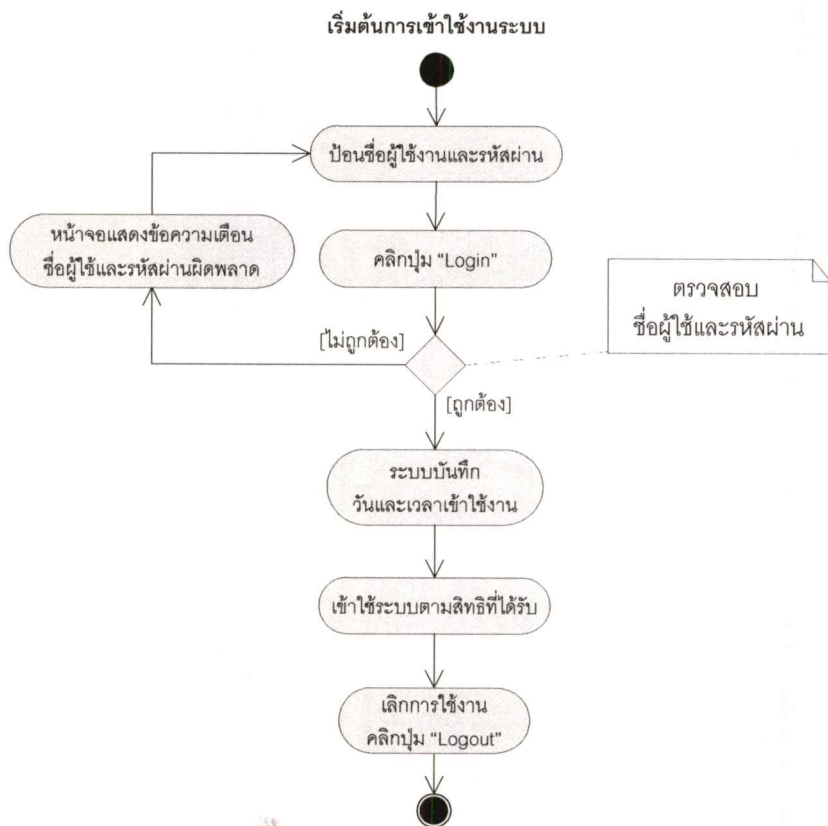 เริ่มต้นการเข้าใช้งานระบบ
ป้อนชื่อผู้ใช้งานและรหัสผ่าน
หน้าจอแสดงข้อความเตือน
ชื่อผู้ใช้และรหัสผ่านผิดพลาด
คลิกปุ่ม “Login”
ตรวจสอบ
ชื่อผู้ใช้และรหัสผ่าน
[ไม่ถูกต้อง]
[ถูกต้อง]
ระบบบันทึก
วันและเวลาเข้าใช้งาน
เข้าใช้ระบบตามสิทธิที่ได้รับ
เลิกการใช้งาน
คลิกปุ่ม “Logout”